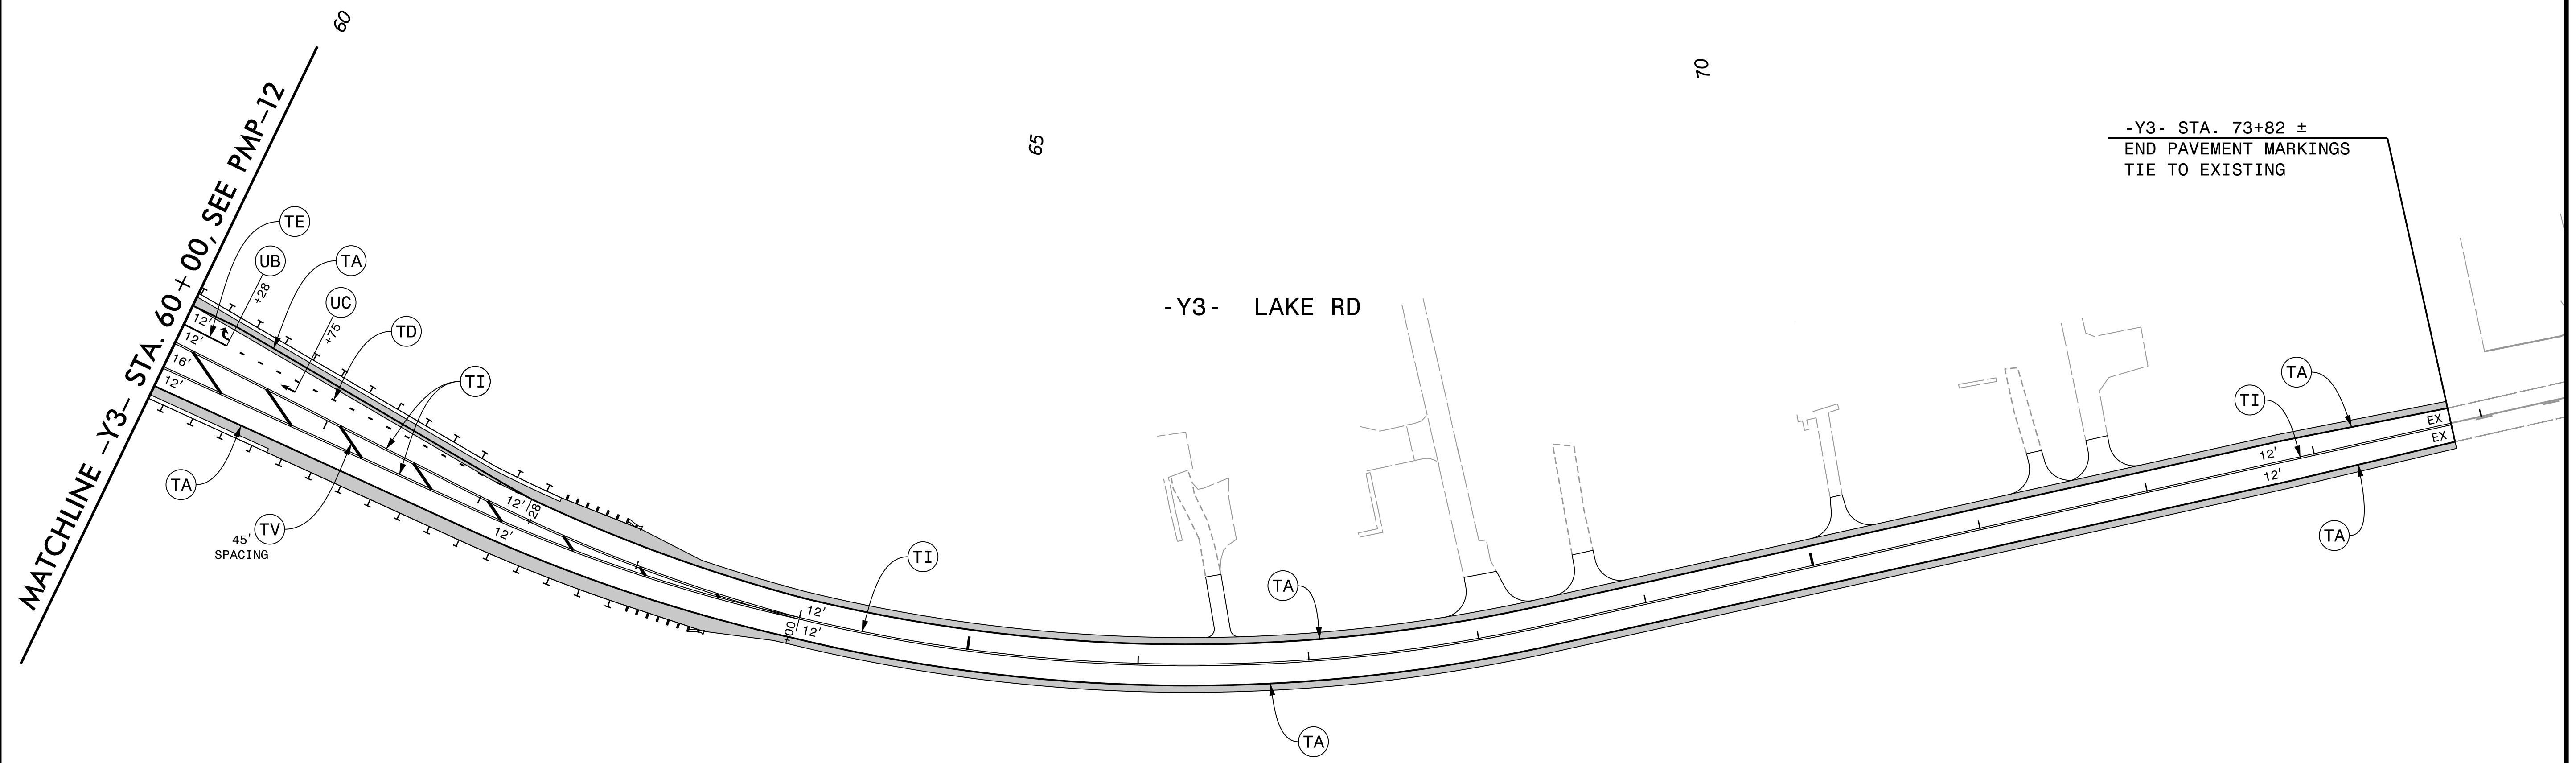 60
MATCHLINE -Y3- STA. 60+00, SEE PMP-12
65
70
-Y3- STA. 73+82 ±
END PAVEMENT MARKINGS
TIE TO EXISTING
-Y3- LAKE RD
TE
UB
+28
TA
UC
+75
TD
TI
12'
12'
16'
12'
TA
TV
45'
SPACING
12'
+28
12'
TI
12'
+00
12'
TA
TA
TI
TA
EX
EX
12'
12'
TA